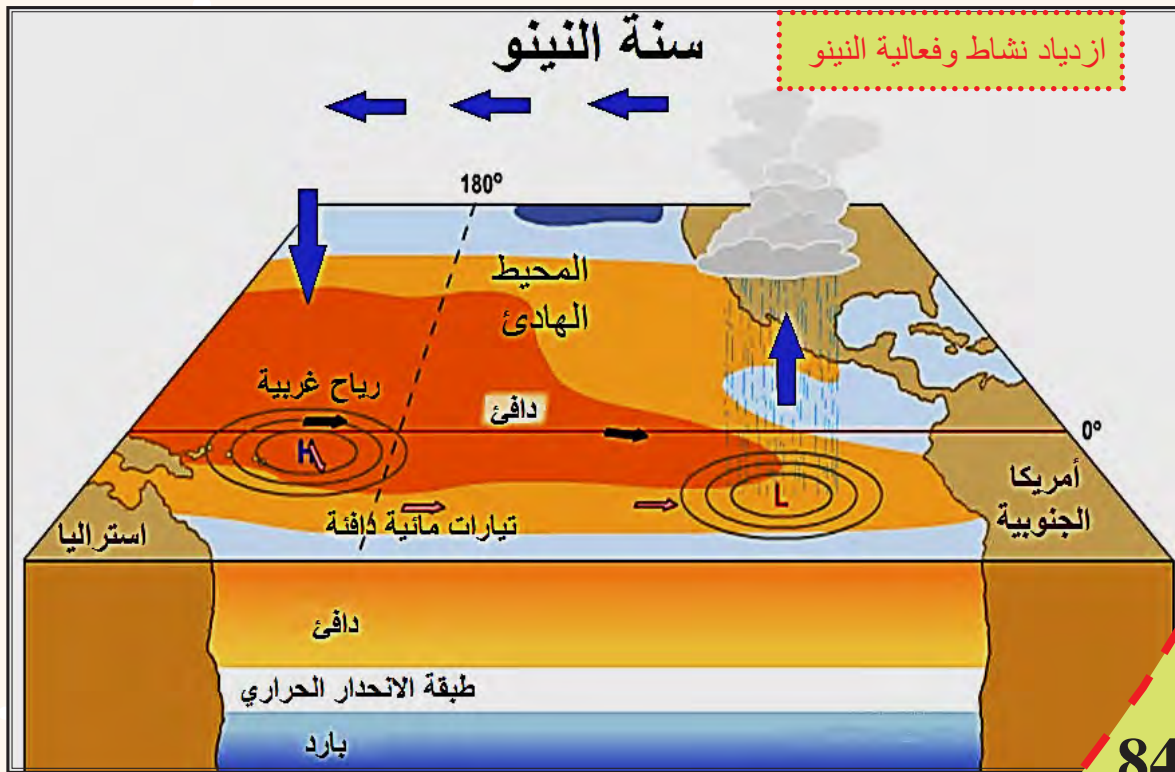 ازدياد نشاط وفعالية النينو
سنة النينو
180°
المحيط
الهادئ
رياح غربية
دافئ
0°
H
L
أمريكا
الجنوبية
تيارات مائية دافئة
استراليا
دافئ
طبقة الانحدار الحراري
بارد
84